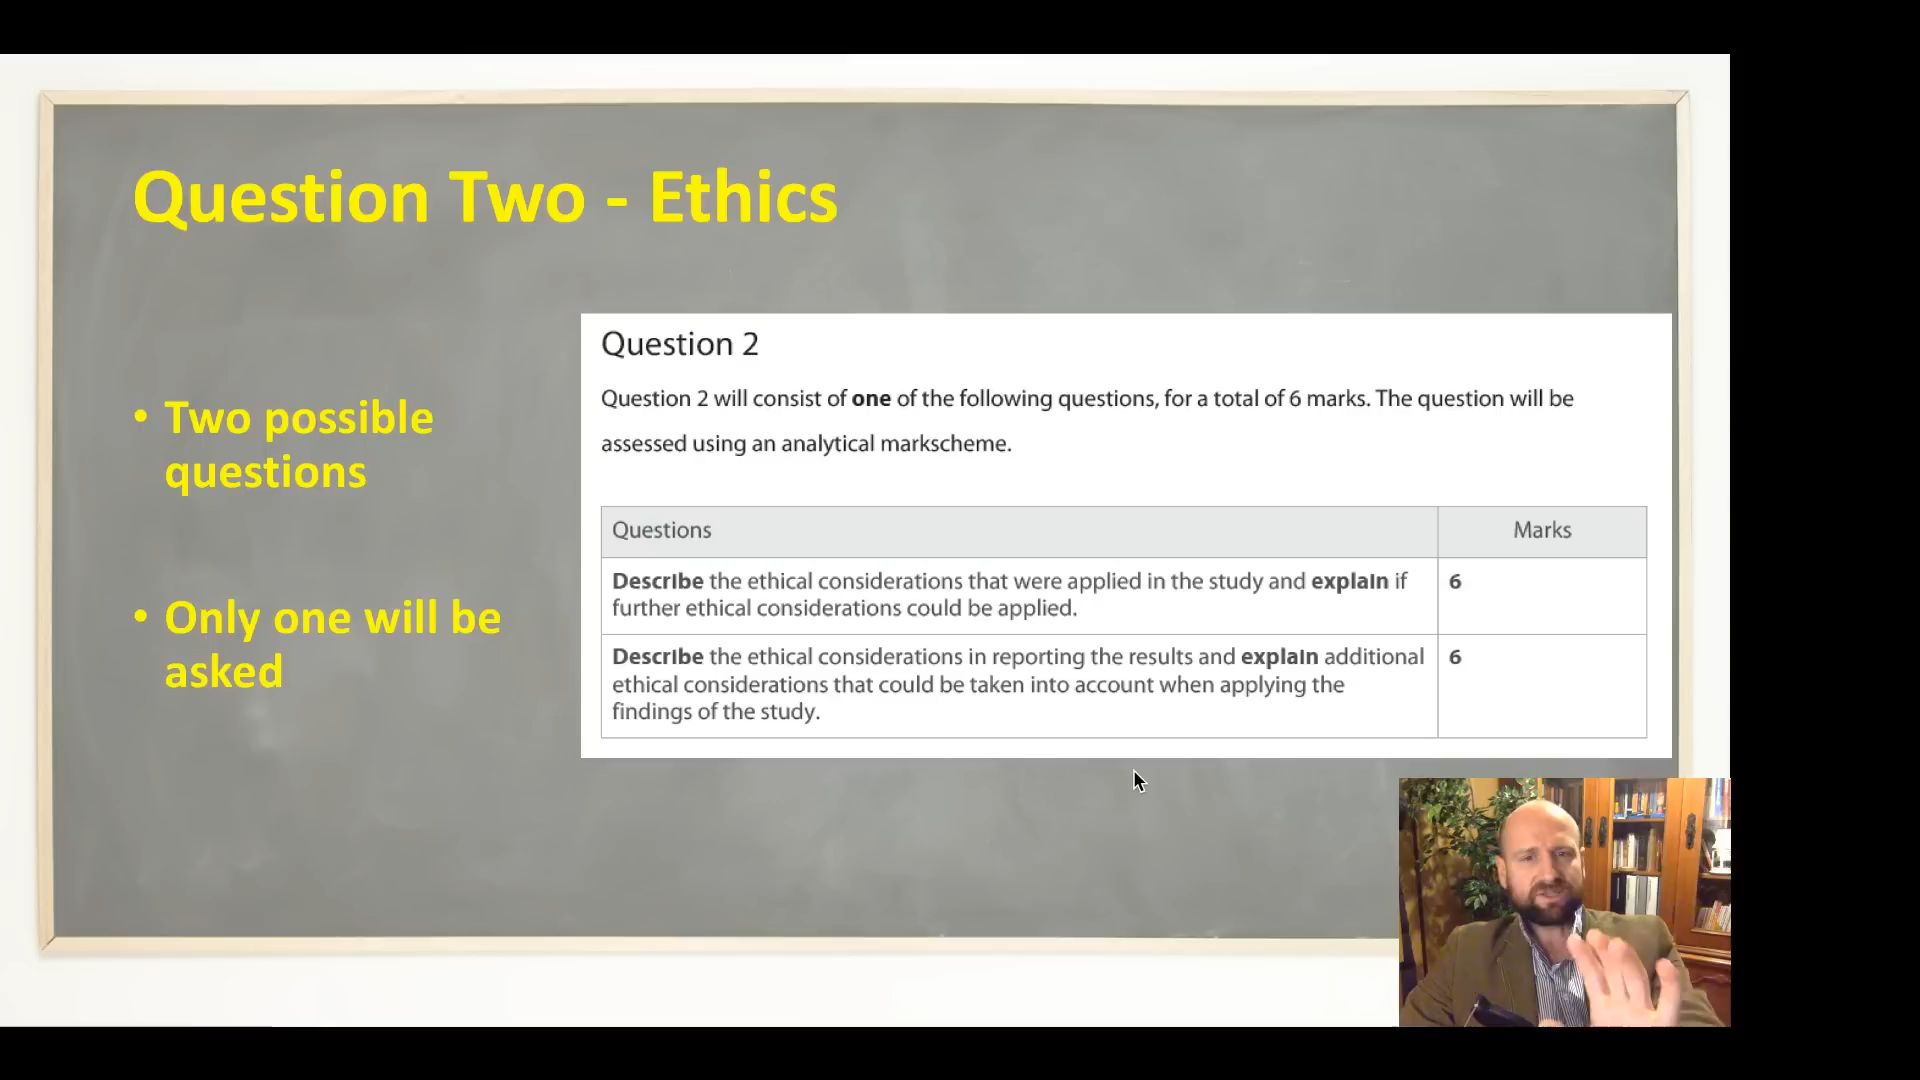 Question Two - Ethics
• Two possible
questions
• Only one will be
asked
Question 2
Question 2 will consist of one of the following questions, for a total of 6 marks. The question will be
assessed using an analytical markscheme.
Questions Marks
Describe the ethical considerations that were applied in the study and explain if 6
further ethical considerations could be applied.
Describe the ethical considerations in reporting the results and explain additional 6
ethical considerations that could be taken into account when applying the
findings of the study.